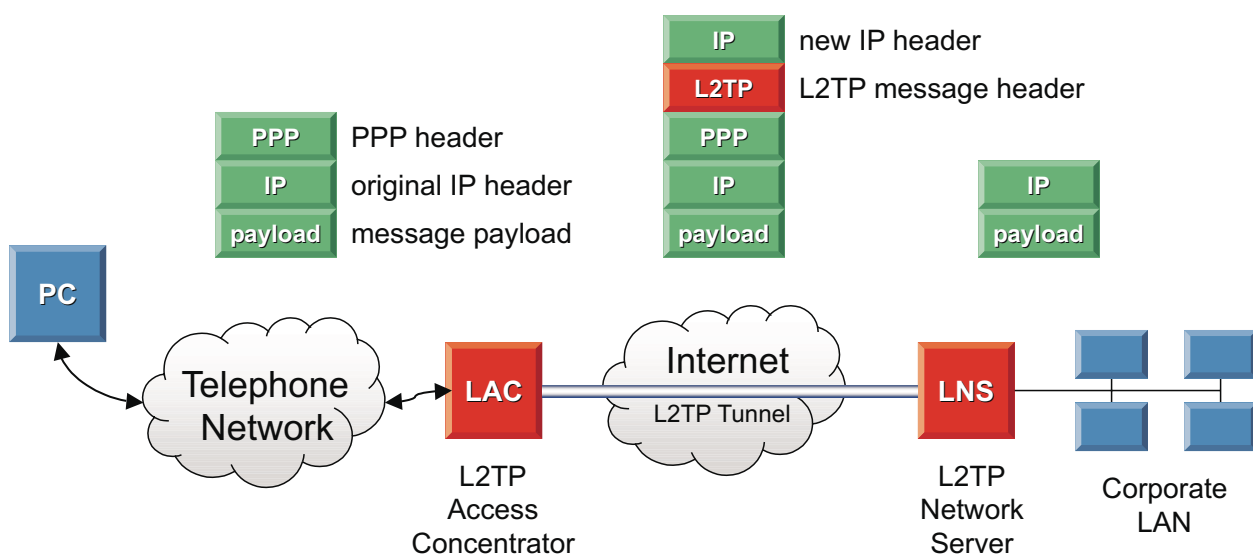 IP new IP header
L2TP L2TP message header
PPP PPP header
PPP
IP original IP header
IP
IP
payload message payload
payload
payload
PC
Telephone
Network
LAC
Internet
L2TP Tunnel
LNS
L2TP
Access
Concentrator
L2TP
Network
Server
Corporate
LAN